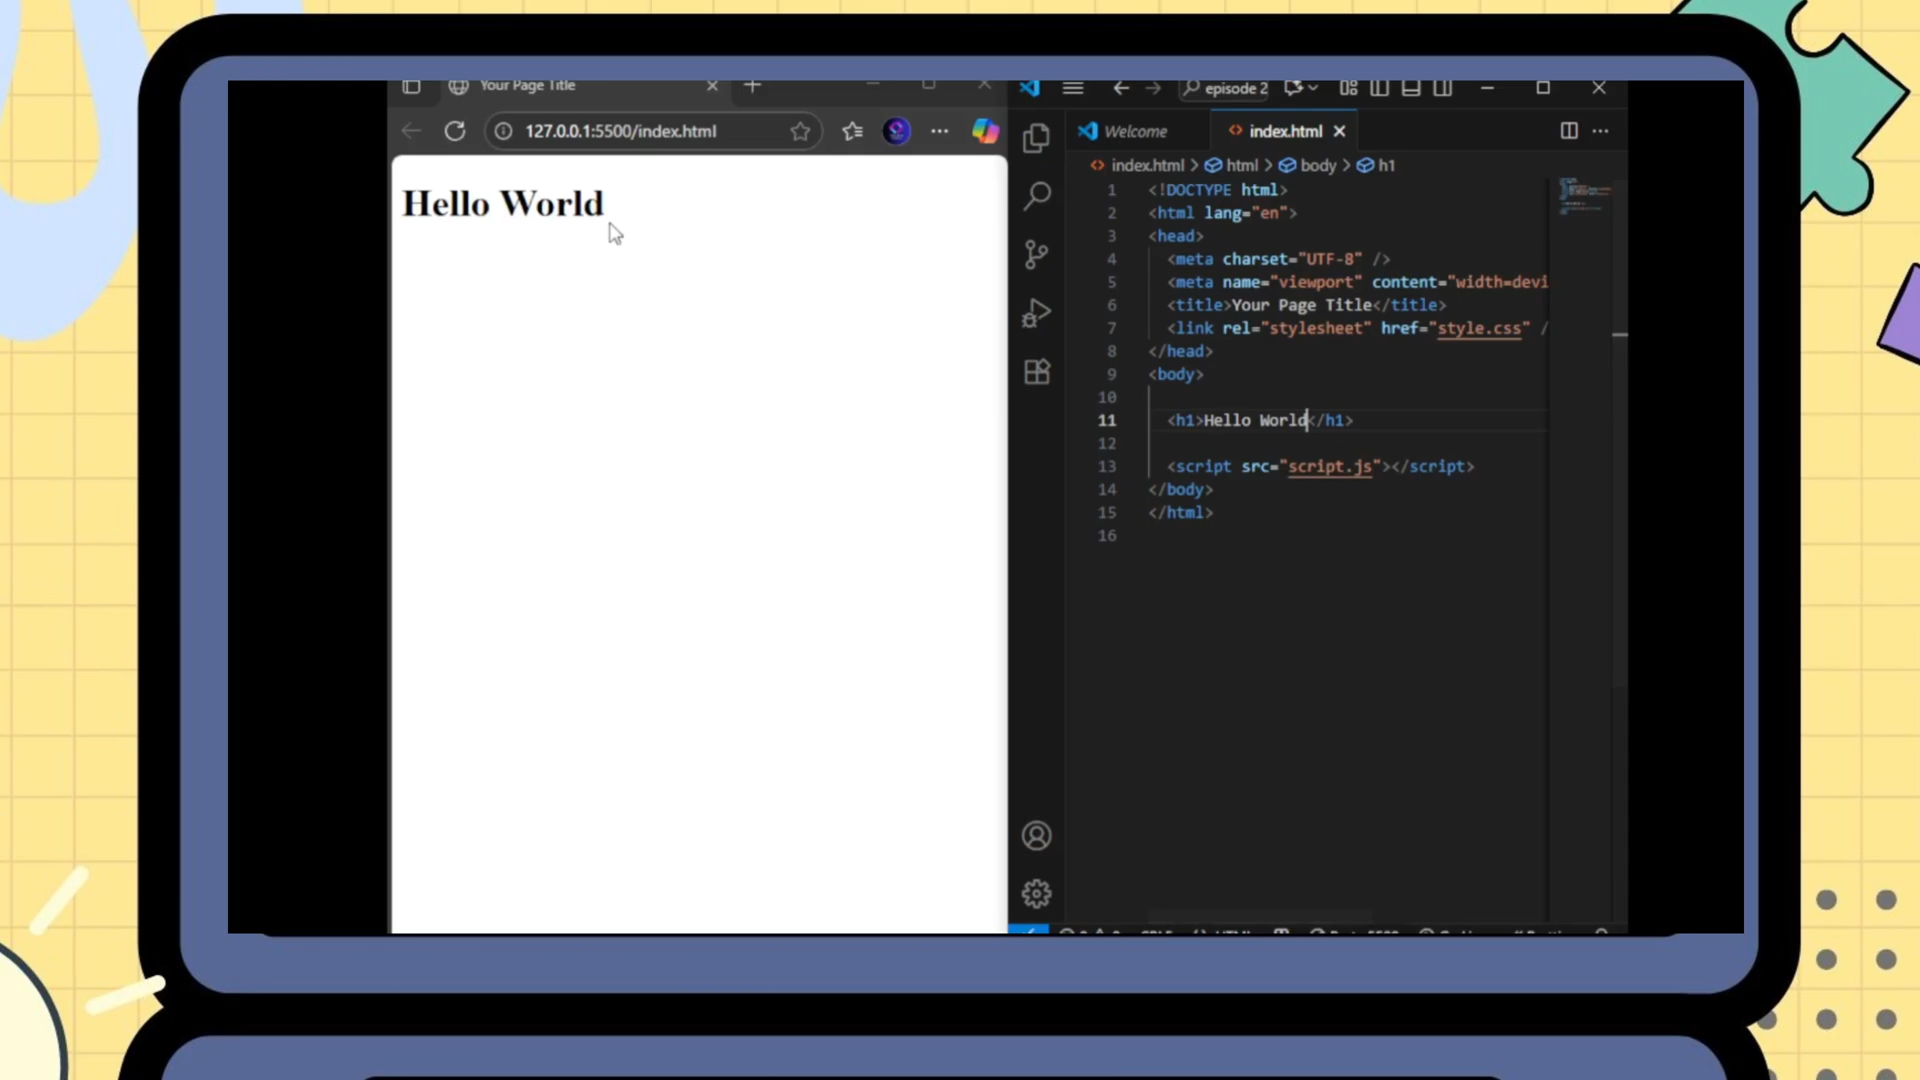 Your Page Title
127.0.0.1:5500/index.html
Hello World
episode 2
Welcome
index.html
index.html > html > body > h1
1 <!DOCTYPE html>
2 <html lang="en">
3 <head>
4 <meta charset="UTF-8" />
5 <meta name="viewport" content="width=devi
6 <title>Your Page Title</title>
7 <link rel="stylesheet" href="style.css" /
8 </head>
9 <body>
10
11 <h1>Hello World</h1>
12
13 <script src="script.js"></script>
14 </body>
15 </html>
16